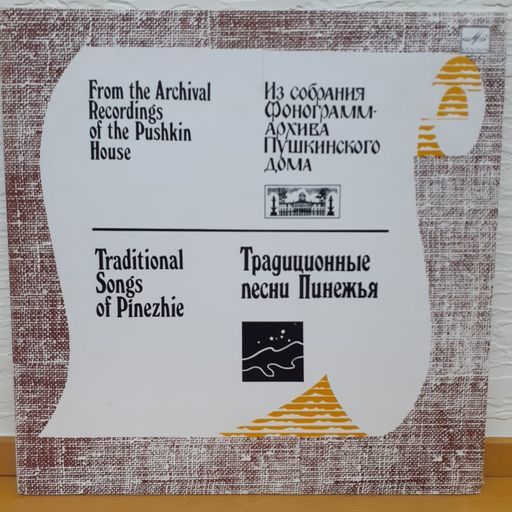 From the Archival
Recordings
of the Pushkin
House
Из собрания
Фонограмм-
архива
Пушкинского
дома
Traditional
Songs
of Pinezhie
Традиционные
песни Пинежья